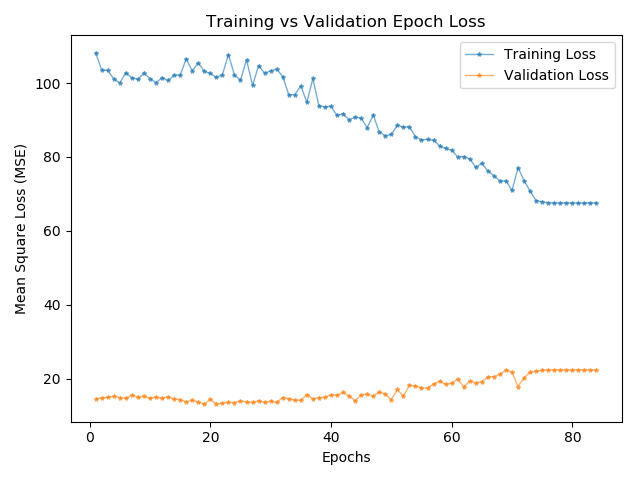 Training vs Validation Epoch Loss
Training Loss
Validation Loss
Mean Square Loss (MSE)
100
80
60
40
20
0
20
40
60
80
Epochs